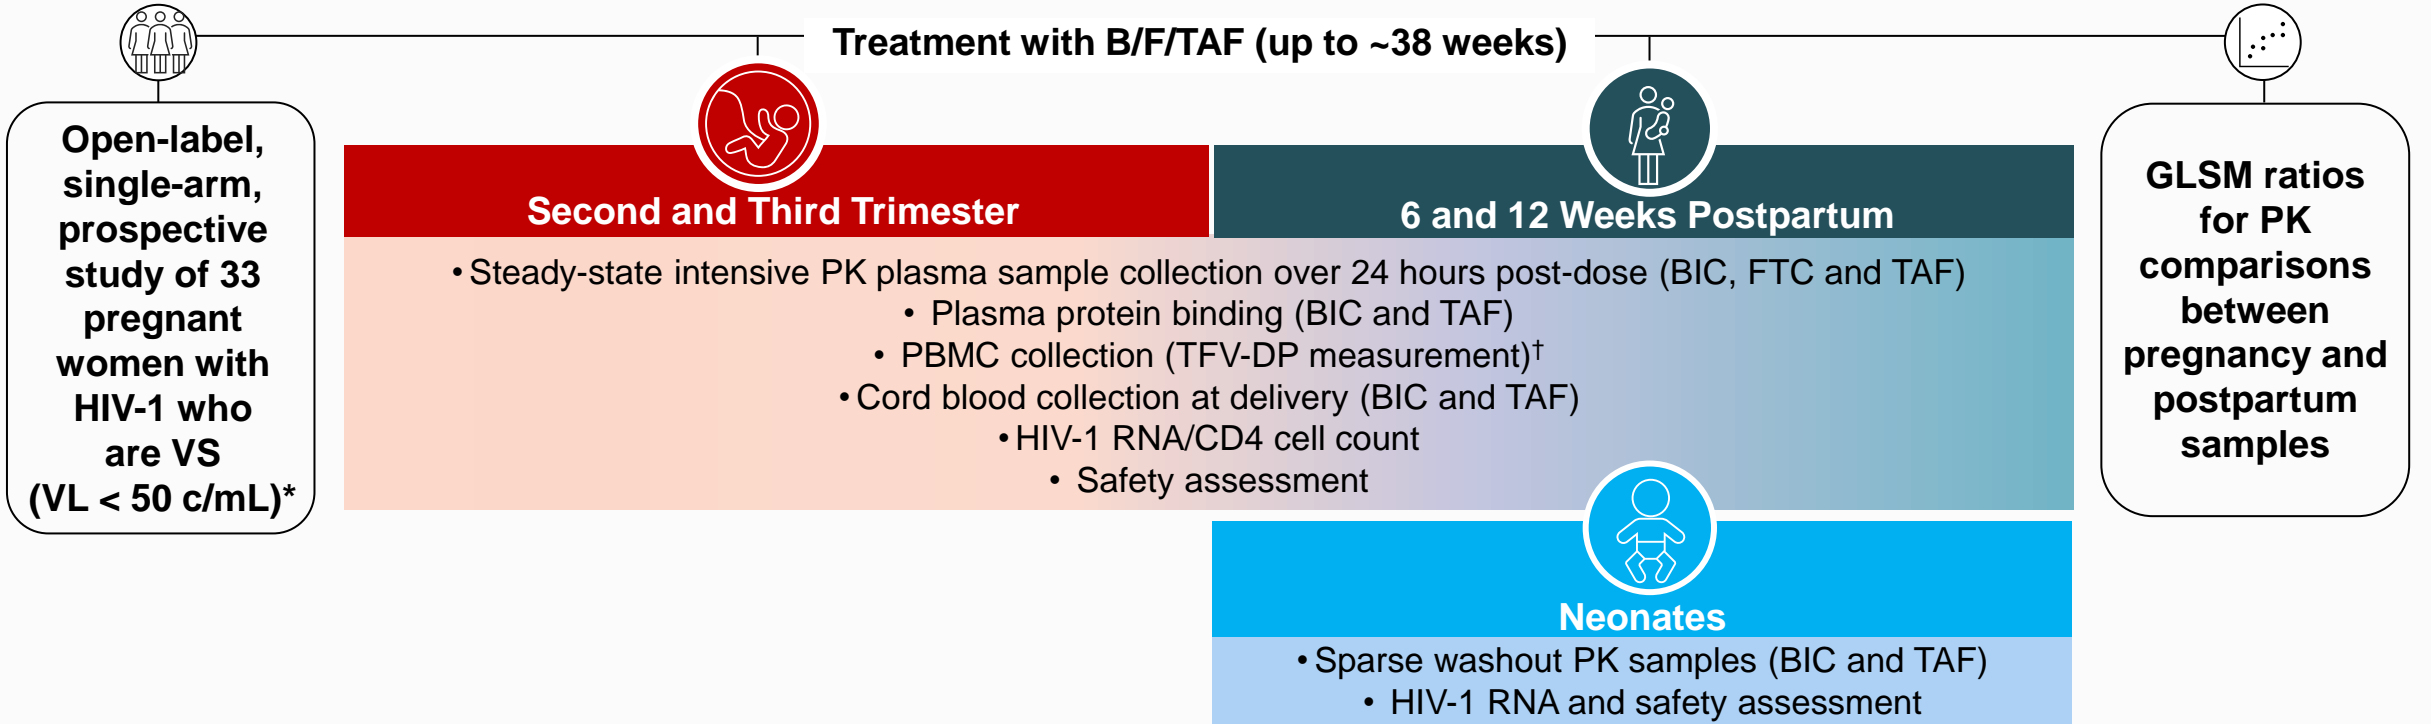 Treatment with B/F/TAF (up to ~38 weeks)
Open-label,
single-arm,
prospective
study of 33
pregnant
women with
HIV-1 who
are VS
(VL < 50 c/mL)*
Second and Third Trimester
6 and 12 Weeks Postpartum
• Steady-state intensive PK plasma sample collection over 24 hours post-dose (BIC, FTC and TAF)
• Plasma protein binding (BIC and TAF)
• PBMC collection (TFV-DP measurement)†
• Cord blood collection at delivery (BIC and TAF)
• HIV-1 RNA/CD4 cell count
• Safety assessment
Neonates
• Sparse washout PK samples (BIC and TAF)
• HIV-1 RNA and safety assessment
GLSM ratios
for PK
comparisons
between
pregnancy and
postpartum
samples